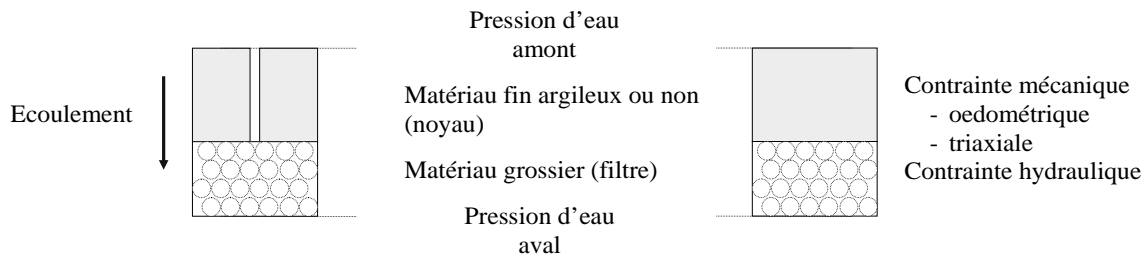 Pression d’eau
amont
Ecoulement
Matériau fin argileux ou non
(noyau)
Matériau grossier (filtre)
Pression d’eau
aval
Contrainte mécanique
- oedométrique
- triaxiale
Contrainte hydraulique